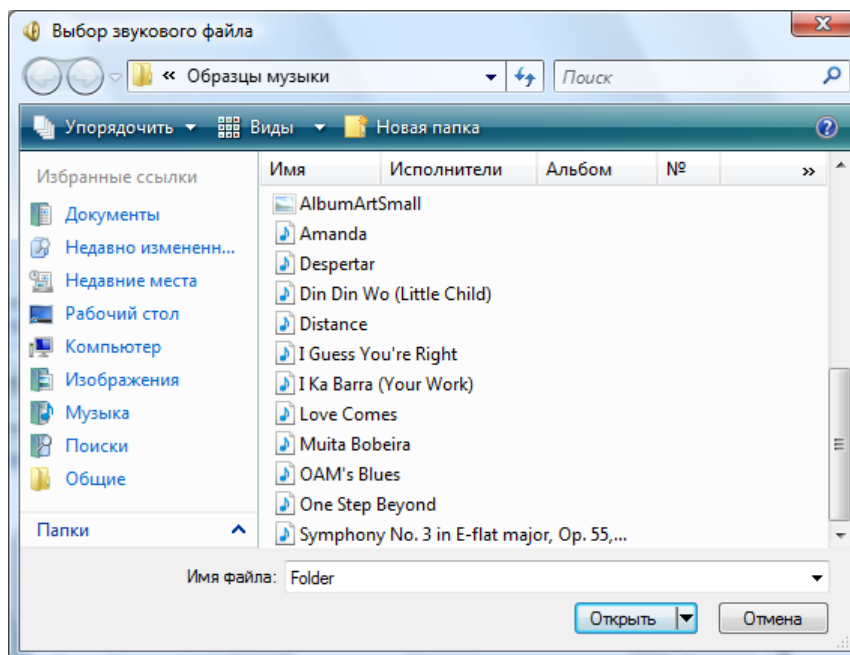 Выбор звукового файла
« Образцы музыки
Поиск
Упорядочить Виды Новая папка
Избранные ссылки
Документы
Недавно измененн...
Недавние места
Рабочий стол
Компьютер
Изображения
Музыка
Поиски
Общие
Папки
Имя Исполнители Альбом № »
AlbumArtSmall
Amanda
Despertar
Din Din Wo (Little Child)
Distance
I Guess You're Right
I Ka Barra (Your Work)
Love Comes
Muita Bobeira
OAM's Blues
One Step Beyond
Symphony No. 3 in E-flat major, Op. 55,...
Имя файла: Folder
Открыть Отмена